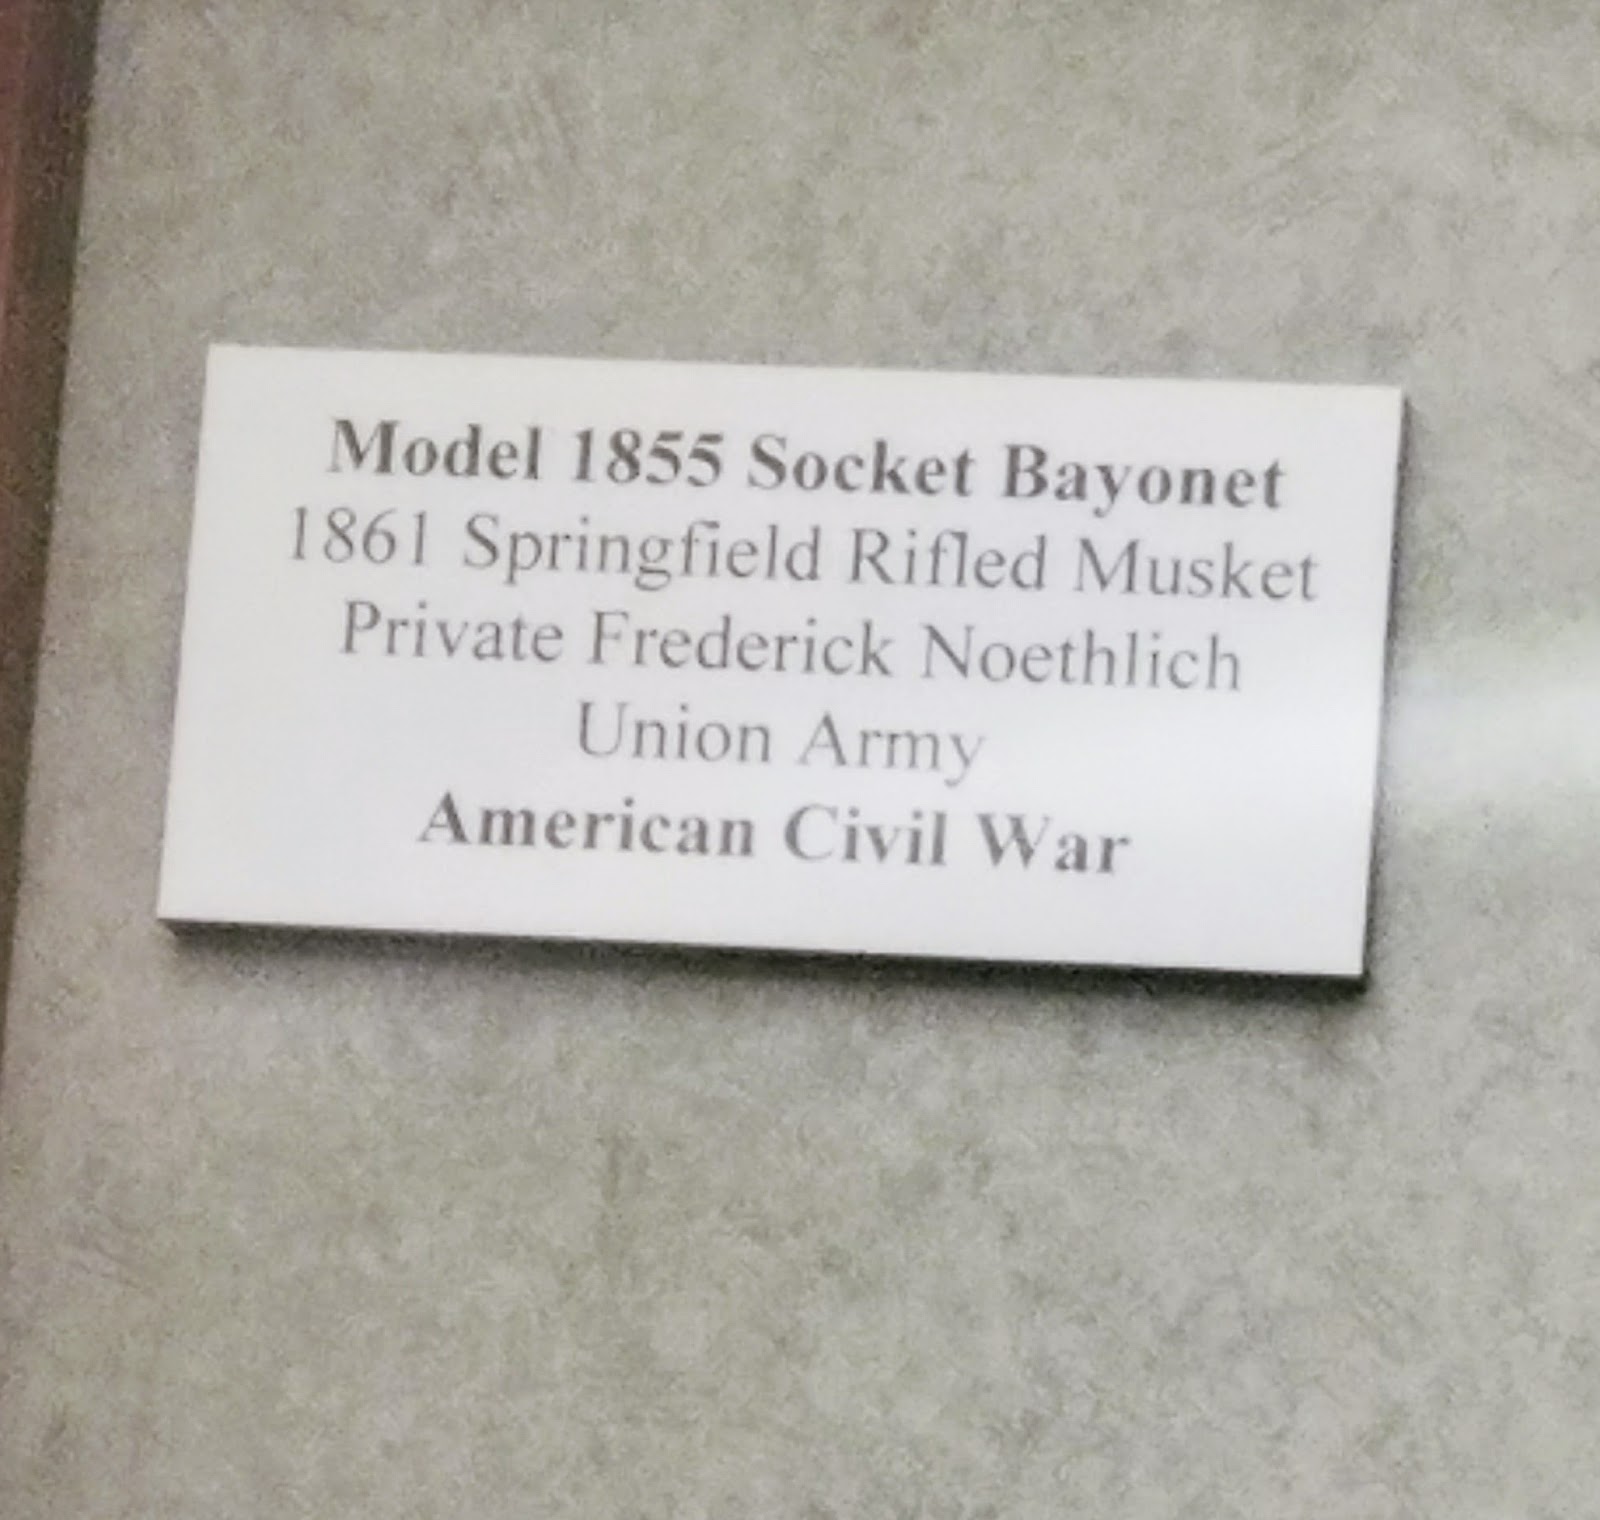 Model 1855 Socket Bayonet
1861 Springfield Rifled Musket
Private Frederick Noethlich
Union Army
American Civil War